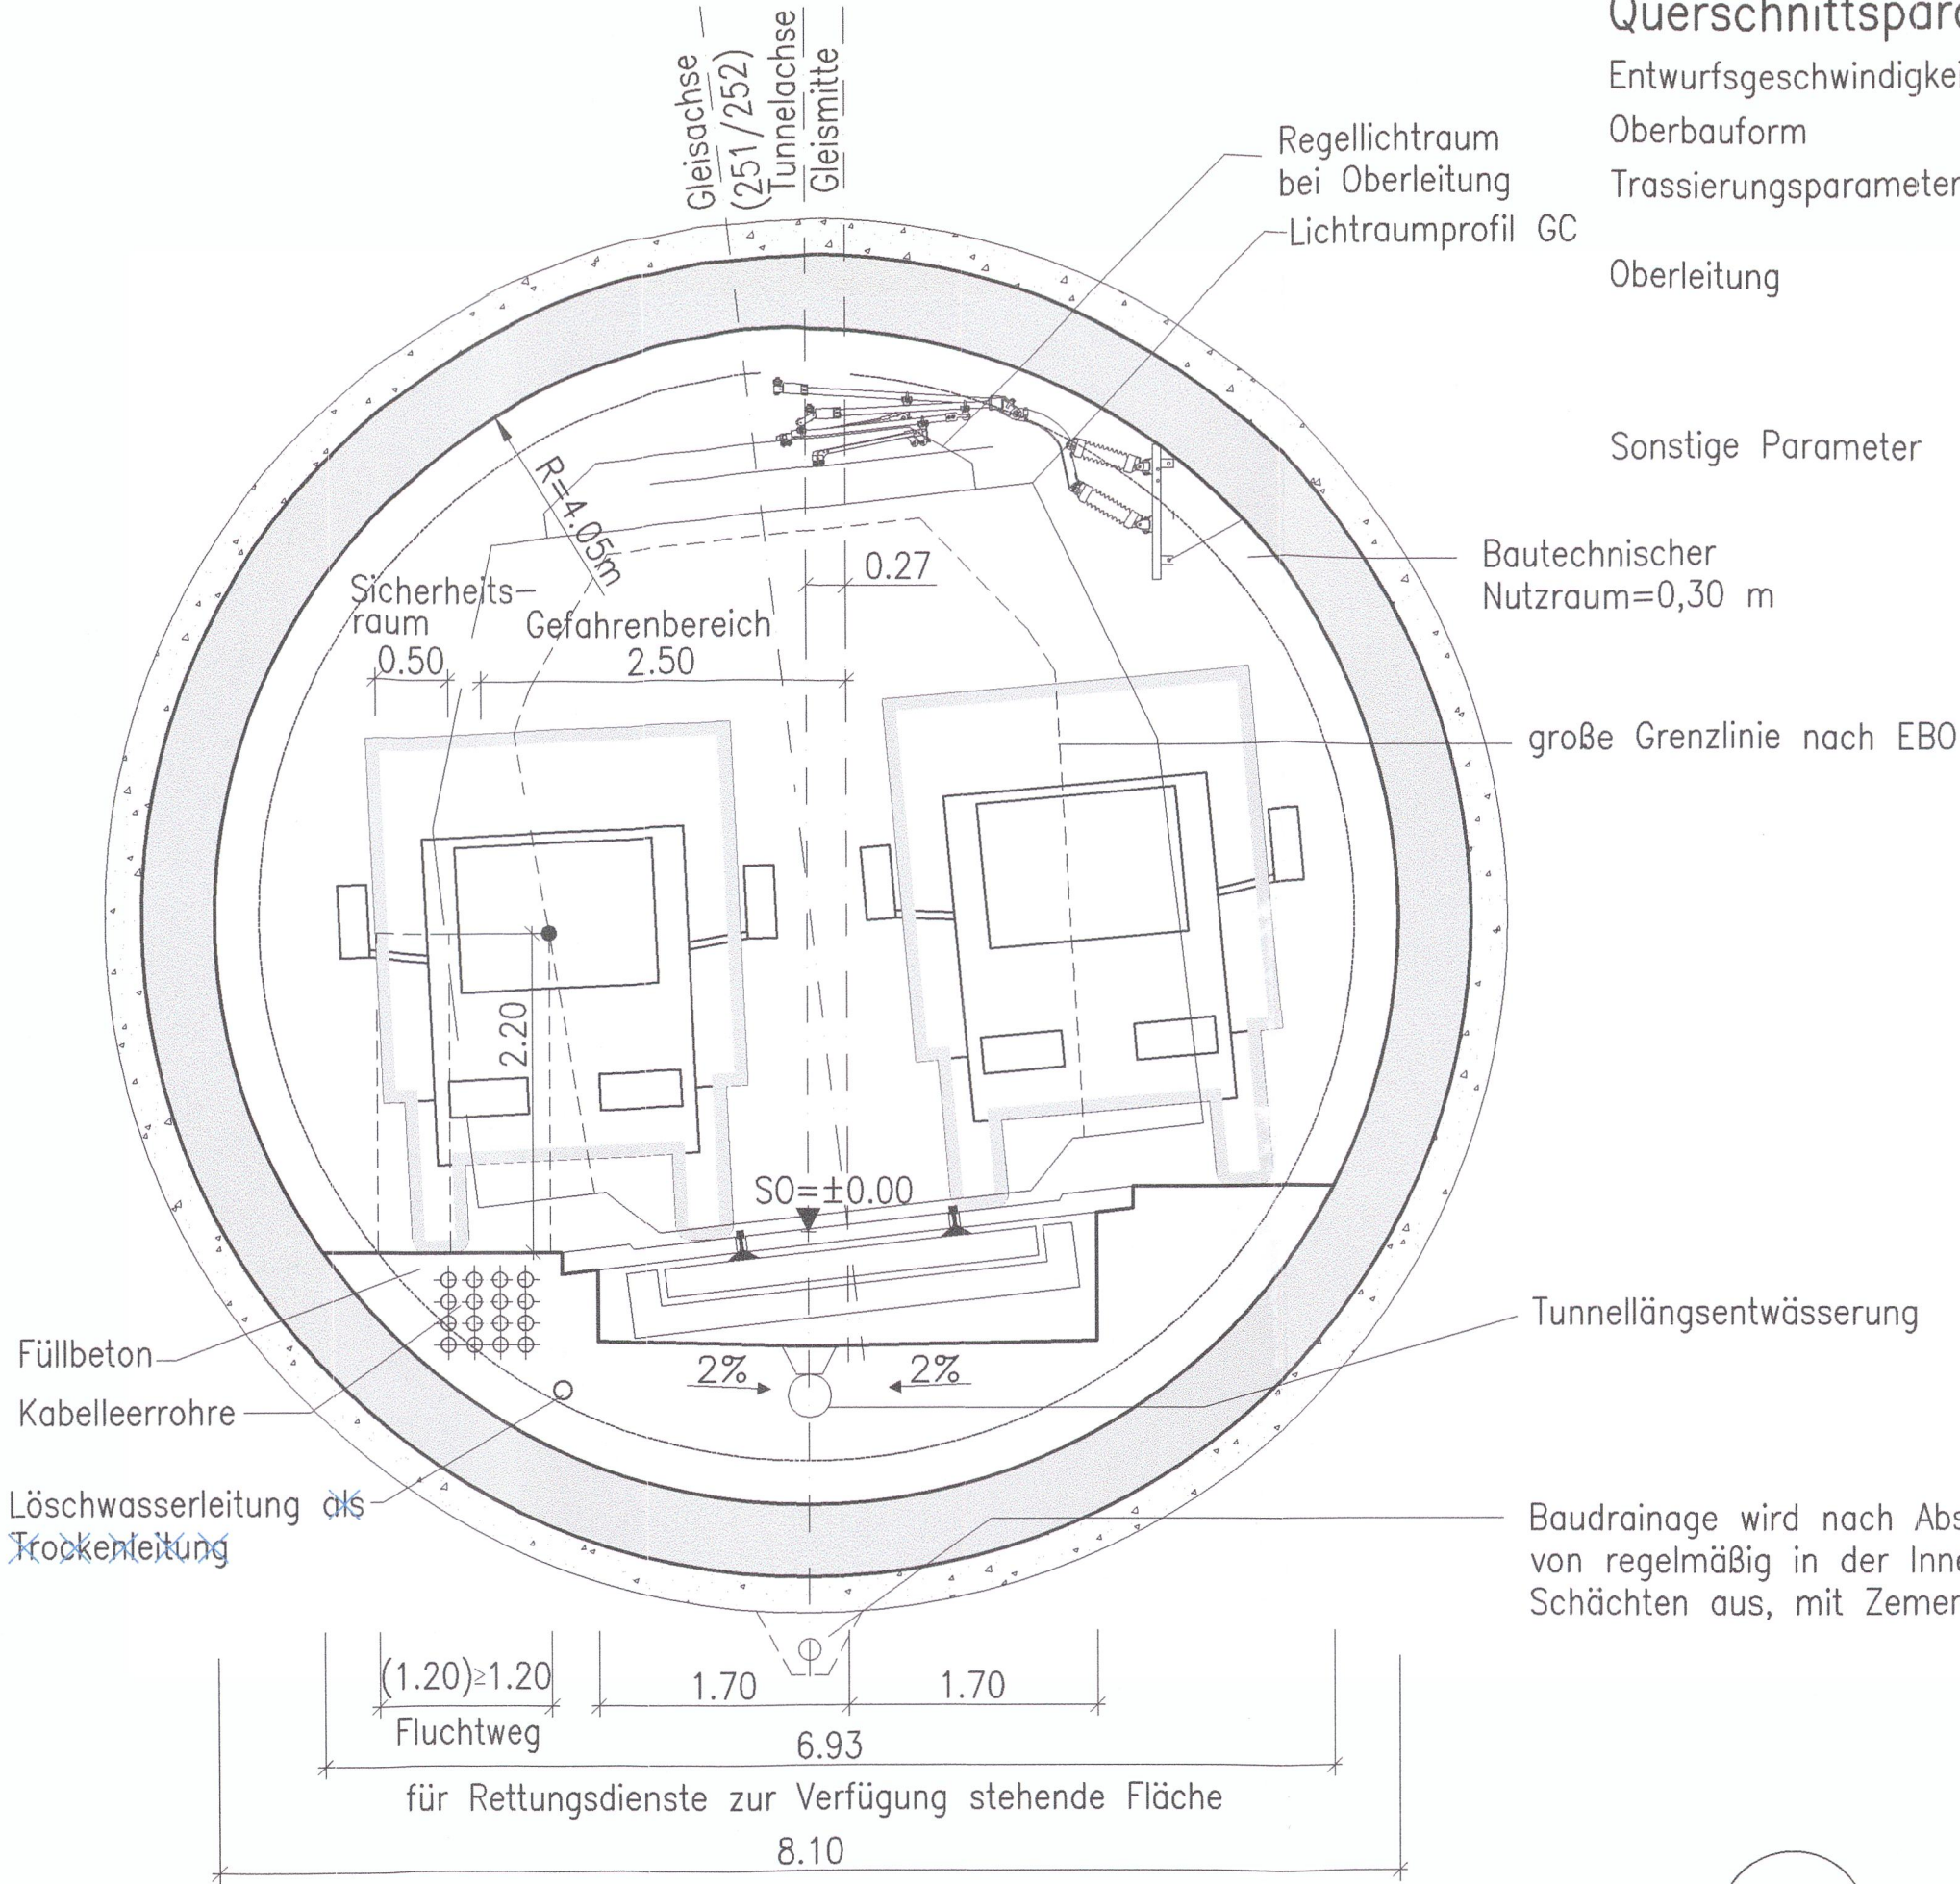 Querschnittspar
Entwurfsgeschwindigkei
Oberbauform
Trassierungsparameter
Oberleitung
Sonstige Parameter
Gleisachse
(251/252)
Tunnelachse
Gleismitte
Regellichtraum
bei Oberleitung
Lichtraumprofil GC
R=4.05m
0.27
Bautechnischer
Nutzraum=0,30 m
Sicherheits-
raum
0.50
Gefahrenbereich
2.50
große Grenzlinie nach EBO
2.20
SO=±0.00
Tunnellängsentwässerung
Füllbeton
Kabelleerrohre
2%
2%
Löschwasserleitung als
Trockenleitung
Baudrainage wird nach Abs
von regelmäßig in der Inn
Schächten aus, mit Zemer
(1.20)≥1.20
Fluchtweg
1.70
1.70
6.93
für Rettungsdienste zur Verfügung stehende Fläche
8.10